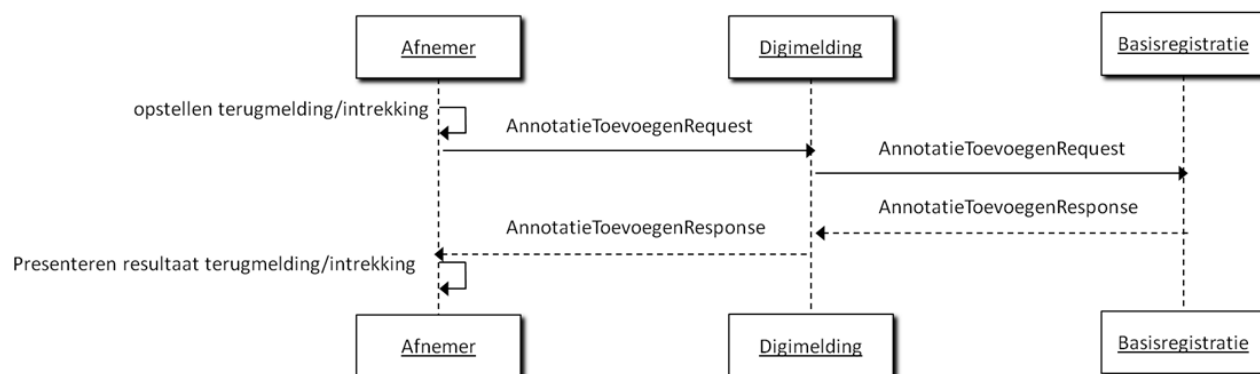 Afnemer
Digimelding
Basisregistratie
opstellen terugmelding/intrekking
AnnotatieToevoegenRequest
AnnotatieToevoegenRequest
AnnotatieToevoegenResponse
AnnotatieToevoegenResponse
Presenteren resultaat terugmelding/intrekking
Afnemer
Digimelding
Basisregistratie